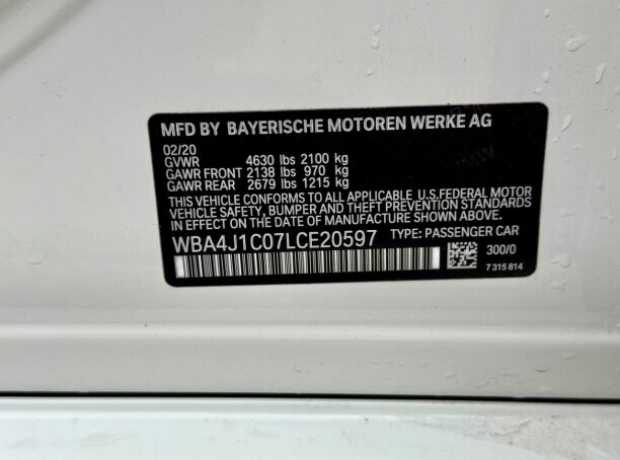 MFD BY BAYERISCHE MOTOREN WERKE AG
02/20
GVWR 4630 lbs 2100 kg
GAWR FRONT 2138 lbs 970 kg
GAWR REAR 2679 lbs 1215 kg
THIS VEHICLE CONFORMS TO ALL APPLICABLE U.S.FEDERAL MOTOR
VEHICLE SAFETY, BUMPER AND THEFT PREVENTION STANDARDS
IN EFFECT ON THE DATE OF MANUFACTURE SHOWN ABOVE.
WBA4J1C07LCE20597 TYPE: PASSENGER CAR
300/0
7 315 814